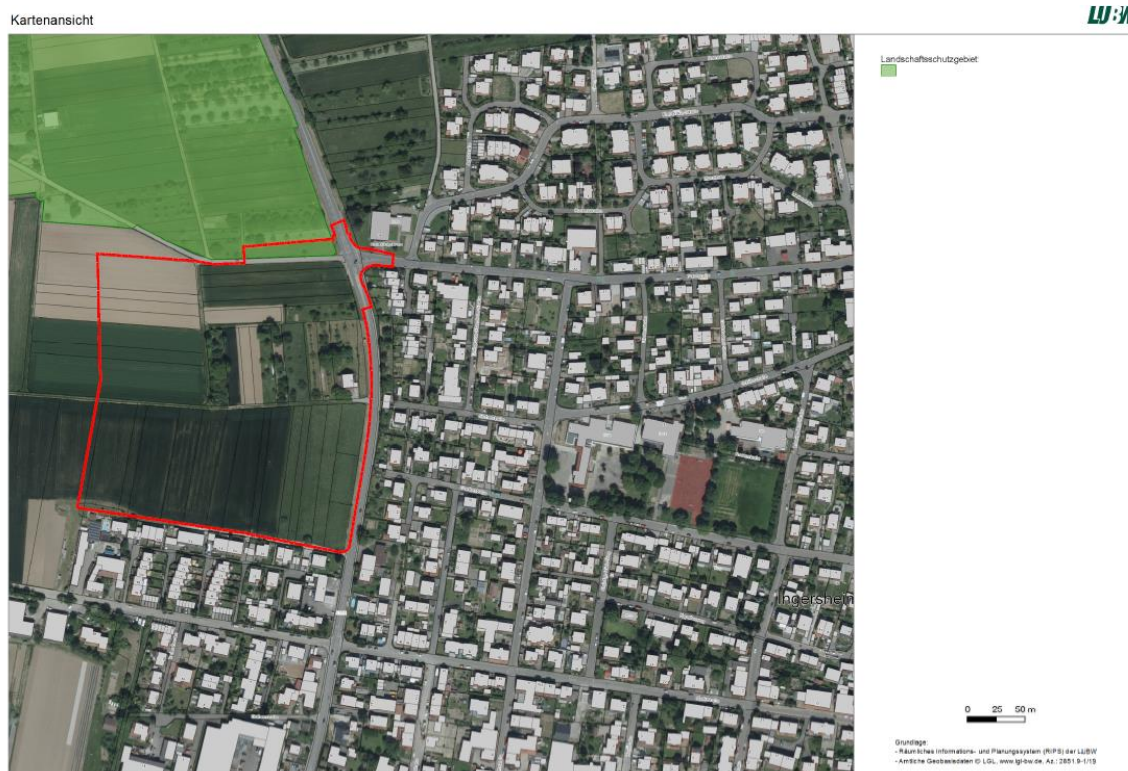 Kartenansicht
LUBW
Landschaftsschutzgebiet
Ingersheim
0 25 50 m
Grundlage:
- Räumliches Informations- und Planungssystem (RIPS) der LUBW
- Amtliche Geobasisdaten © LGL, www.lgl-bw.de, Az.: 2851.9-1/19